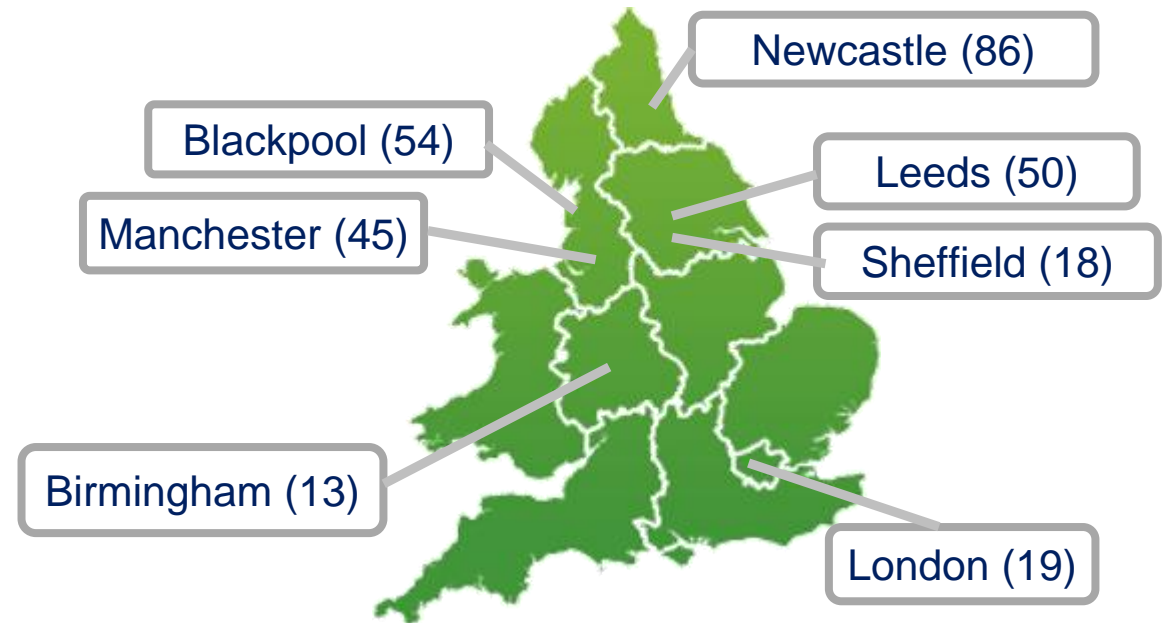 Newcastle (86)
Blackpool (54)
Leeds (50)
Manchester (45)
Sheffield (18)
Birmingham (13)
London (19)